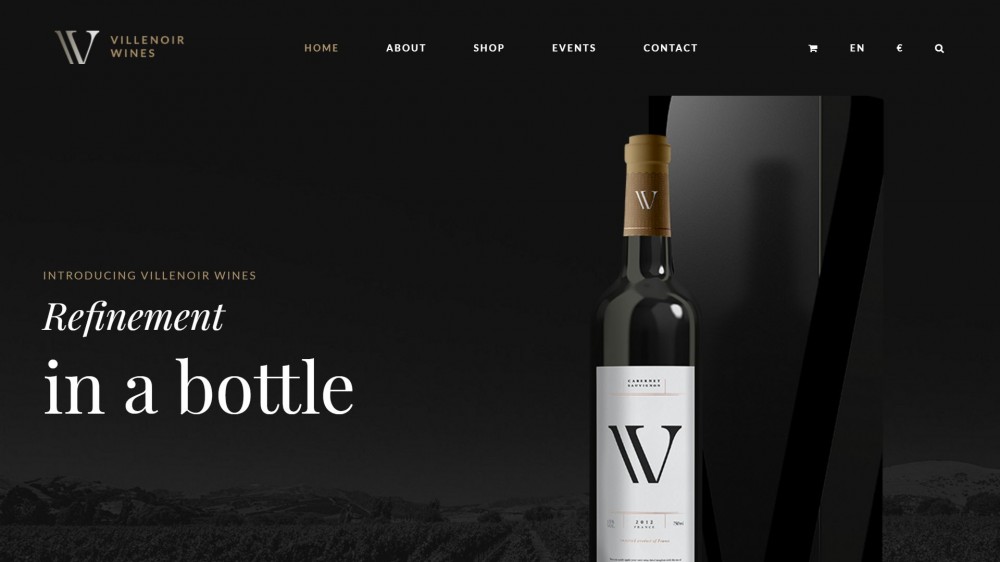 VILLENOIR
WINES
HOME ABOUT SHOP EVENTS CONTACT EN €
INTRODUCING VILLENOIR WINES
Refinement
in a bottle
W
CABERNET
SAUVIGNON
W
2012
FRANCE
750ml